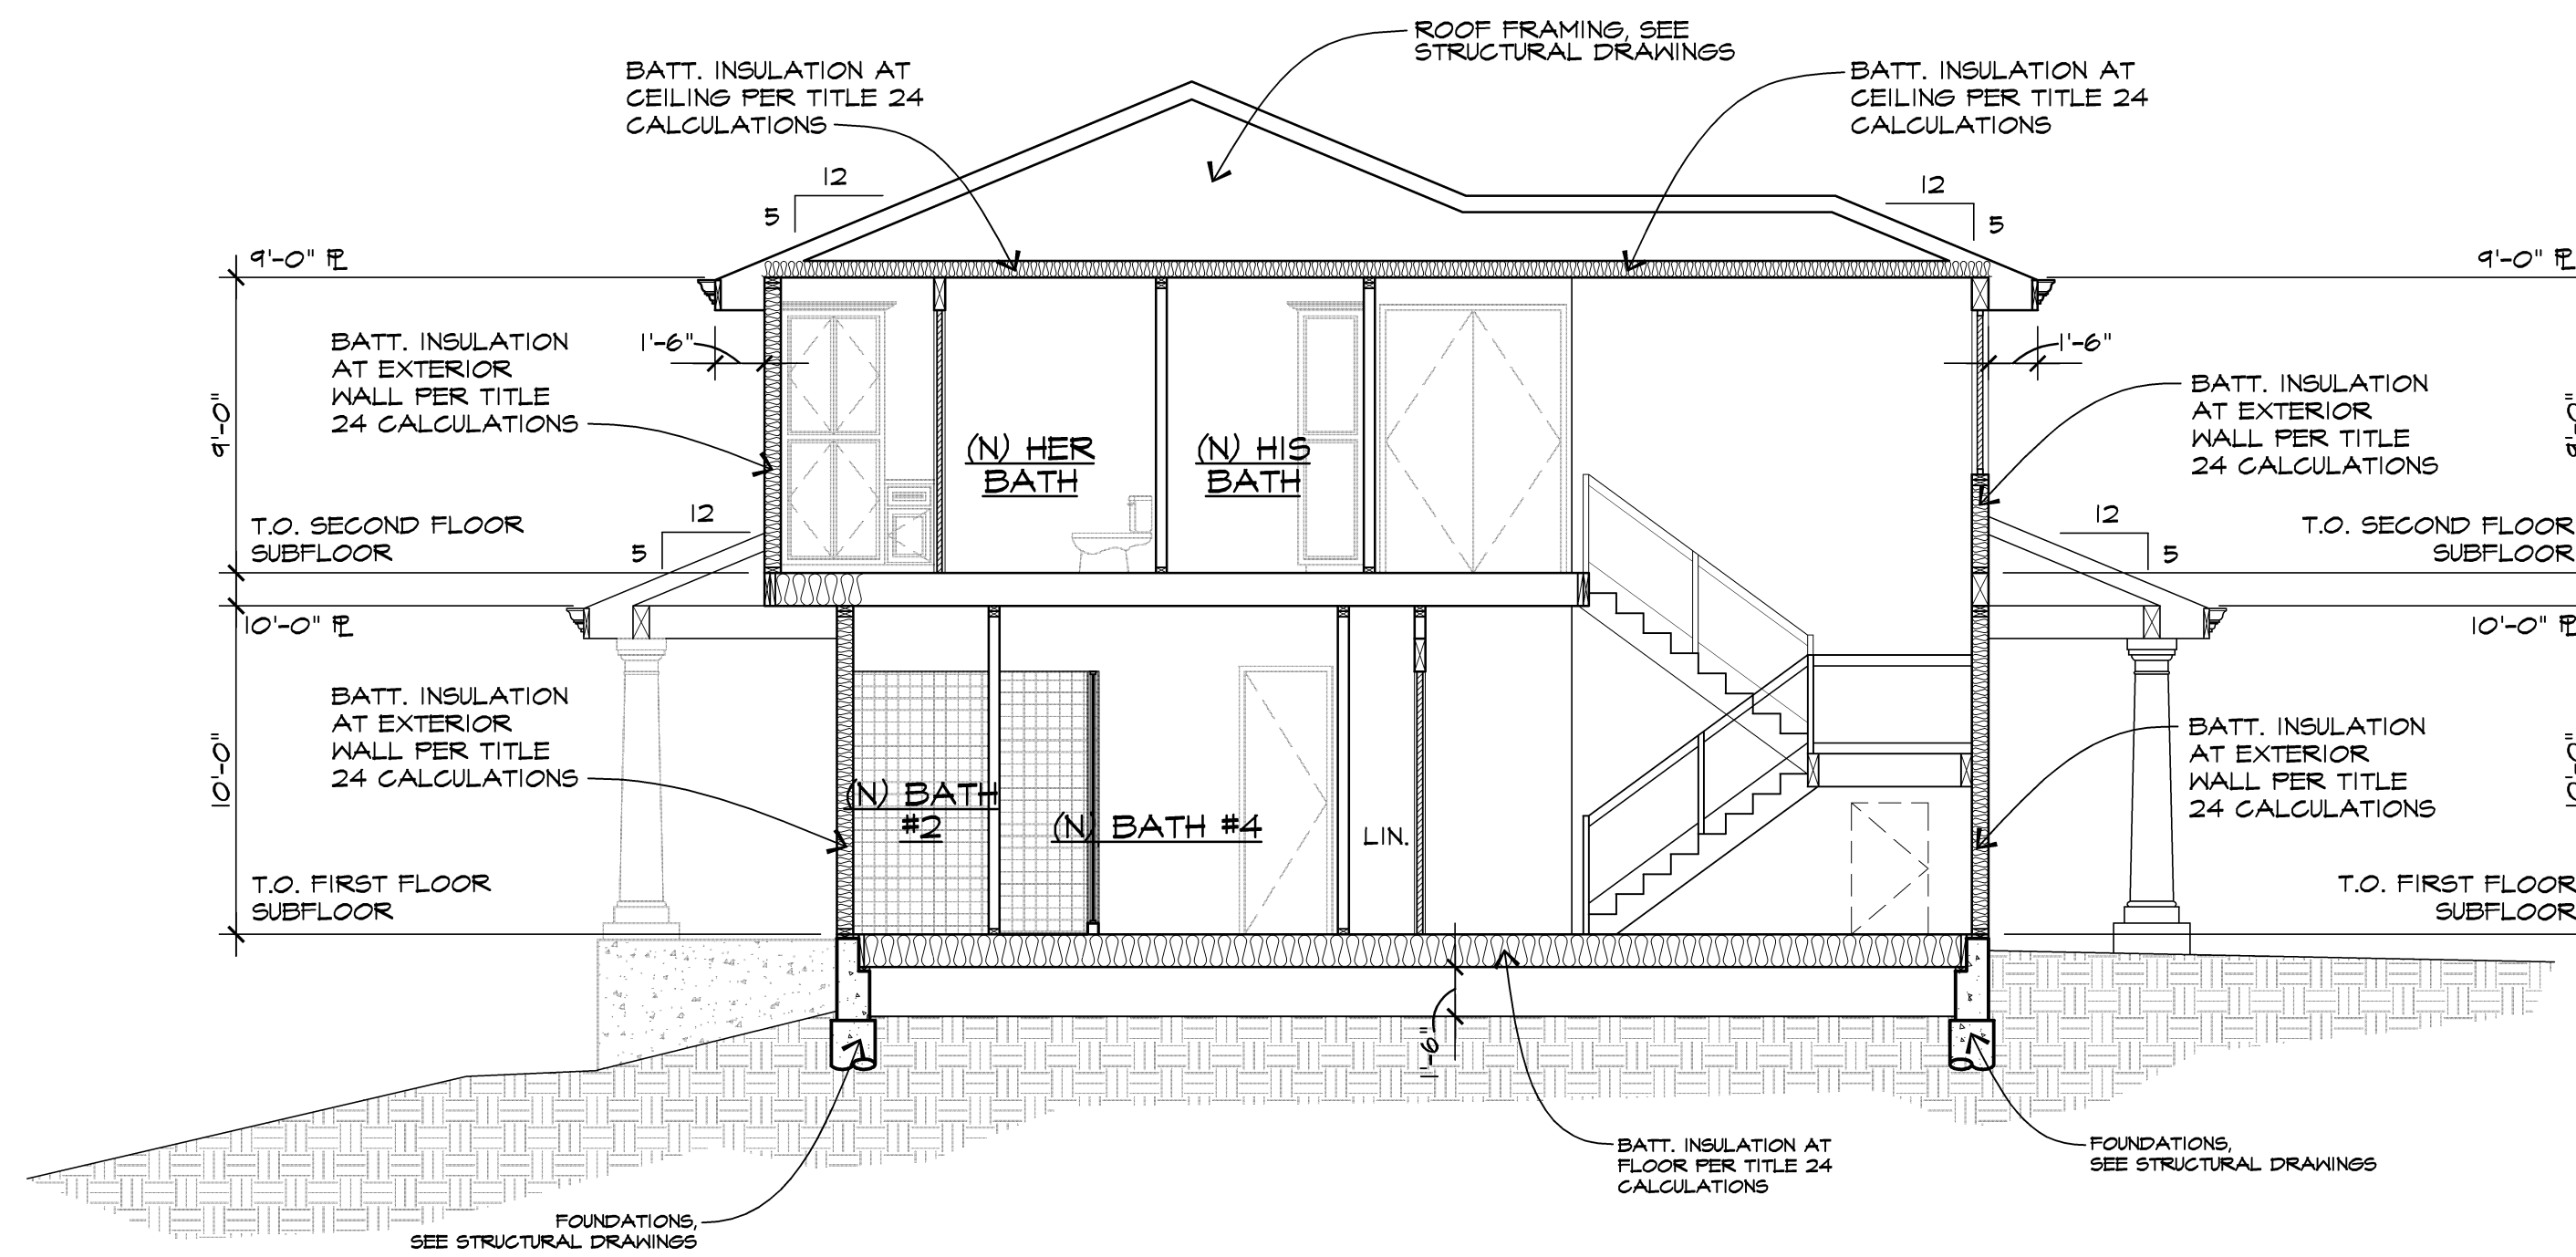 ROOF FRAMING, SEE
STRUCTURAL DRAWINGS
BATT. INSULATION AT
CEILING PER TITLE 24
CALCULATIONS
BATT. INSULATION AT
CEILING PER TITLE 24
CALCULATIONS
12
5
12
5
9'-0" PL
9'-0" PL
1'-6"
1'-6"
BATT. INSULATION
AT EXTERIOR
WALL PER TITLE
24 CALCULATIONS
BATT. INSULATION
AT EXTERIOR
WALL PER TITLE
24 CALCULATIONS
9'-0"
9'-0"
(N) HER
BATH
(N) HIS
BATH
T.O. SECOND FLOOR
SUBFLOOR
12
5
12
5
T.O. SECOND FLOOR
SUBFLOOR
10'-0" PL
10'-0" PL
BATT. INSULATION
AT EXTERIOR
WALL PER TITLE
24 CALCULATIONS
BATT. INSULATION
AT EXTERIOR
WALL PER TITLE
24 CALCULATIONS
10'-0"
10'-0"
(N) BATH
#2
(N) BATH #4
LIN.
T.O. FIRST FLOOR
SUBFLOOR
T.O. FIRST FLOOR
SUBFLOOR
1'-6"
BATT. INSULATION AT
FLOOR PER TITLE 24
CALCULATIONS
FOUNDATIONS,
SEE STRUCTURAL DRAWINGS
FOUNDATIONS,
SEE STRUCTURAL DRAWINGS